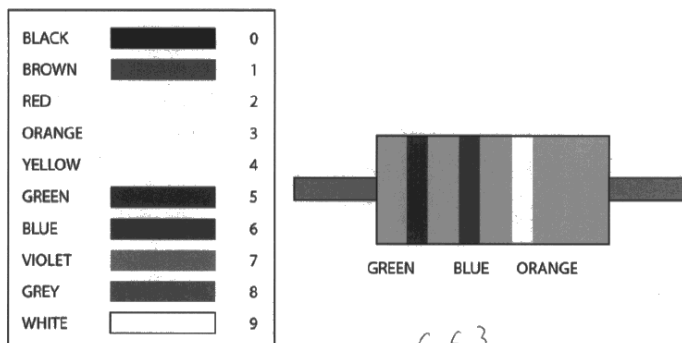 BLACK 0
BROWN 1
RED 2
ORANGE 3
YELLOW 4
GREEN 5
BLUE 6
VIOLET 7
GREY 8
WHITE 9
GREEN BLUE ORANGE